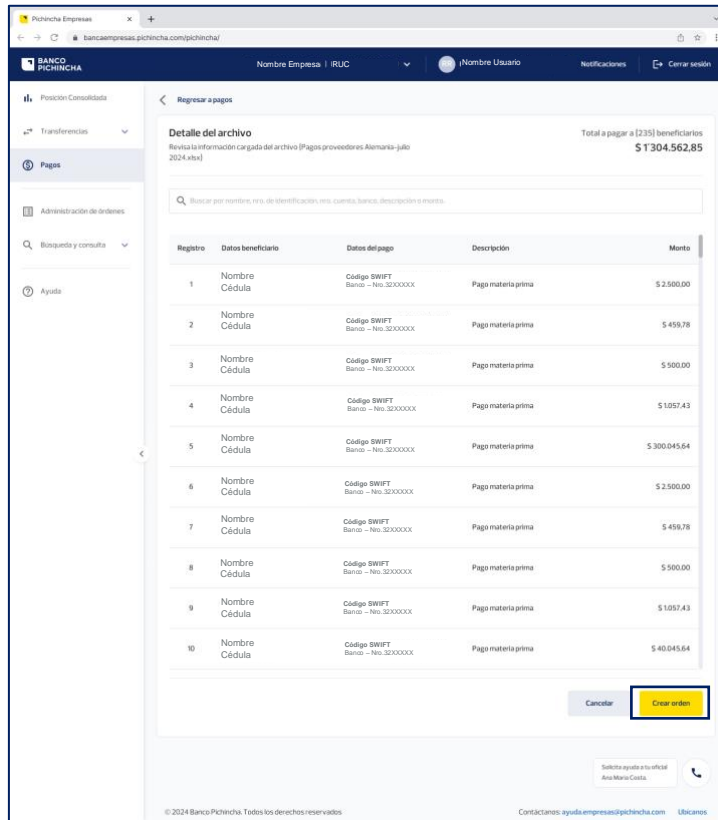 Pichincha Empresas
bancaempresas.pichincha.com/pichincha/
BANCO PICHINCHA
Nombre Empresa | RUC
Nombre Usuario
Notificaciones
Cerrar sesión
Posición Consolidada
Transferencias
Pagos
Administración de órdenes
Búsqueda y consulta
Ayuda
Regresar a pagos
Detalle del archivo
Revisa la información cargada del archivo (Pagos proveedores Alemania-julio
2024.xlsx)
Total a pagar a (235) beneficiarios
$ 1'304.562,85
Buscar por nombre, nro. de identificación, nro. cuenta, banco, descripción o monto.
Registro Datos beneficiario Datos del pago Descripción Monto
1 Nombre Código SWIFT Pago materia prima $ 2.500,00
Cédula Banco – Nro.32XXXXX
2 Nombre Código SWIFT Pago materia prima $ 459,78
Cédula Banco – Nro.32XXXXX
3 Nombre Código SWIFT Pago materia prima $ 500,00
Cédula Banco – Nro.32XXXXX
4 Nombre Código SWIFT Pago materia prima $ 1.057,43
Cédula Banco – Nro.32XXXXX
5 Nombre Código SWIFT Pago materia prima $ 300.045,64
Cédula Banco – Nro.32XXXXX
6 Nombre Código SWIFT Pago materia prima $ 2.500,00
Cédula Banco – Nro.32XXXXX
7 Nombre Código SWIFT Pago materia prima $ 459,78
Cédula Banco – Nro.32XXXXX
8 Nombre Código SWIFT Pago materia prima $ 500,00
Cédula Banco – Nro.32XXXXX
9 Nombre Código SWIFT Pago materia prima $ 1.057,43
Cédula Banco – Nro.32XXXXX
10 Nombre Código SWIFT Pago materia prima $ 40.045,64
Cédula Banco – Nro.32XXXXX
Cancelar
Crear orden
Solicita ayuda a tu oficial
Ana María Costa.
© 2024 Banco Pichincha. Todos los derechos reservados
Contáctanos: ayuda.empresas@pichincha.com Ubícanos